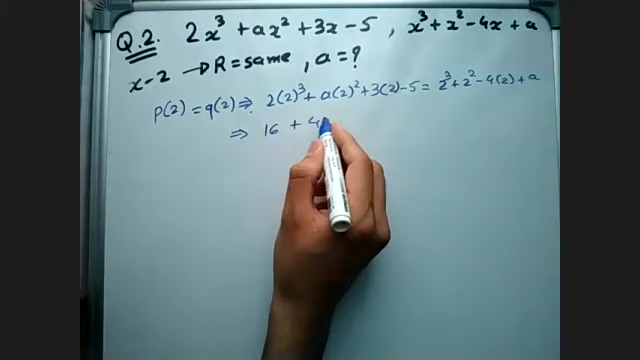 Q.2. 2x³ + ax² + 3x - 5 , x³ + x² - 4x + a
x - 2 → R = same , a = ?
p(2) = q(2) ⇒ 2(2)³ + a(2)² + 3(2) - 5 = 2³ + 2² - 4(2) + a
⇒ 16 + 4